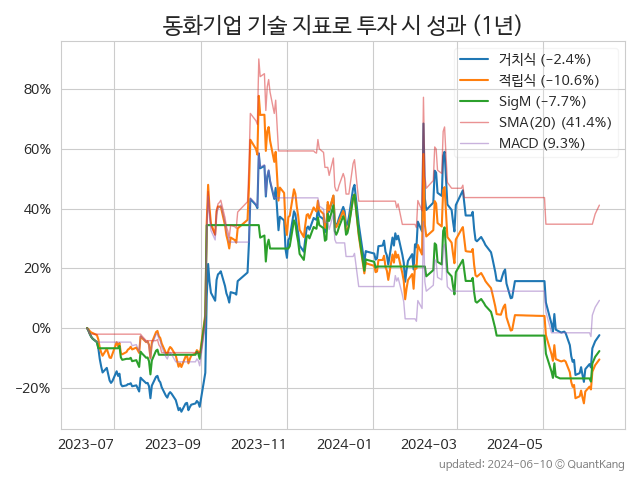 동화기업 기술 지표로 투자 시 성과 (1년)
거치식 (-2.4%)
적립식 (-10.6%)
SigM (-7.7%)
SMA(20) (41.4%)
MACD (9.3%)
80%
60%
40%
20%
0%
−20%
2023-07 2023-09 2023-11 2024-01 2024-03 2024-05
updated: 2024-06-10 © QuantKang